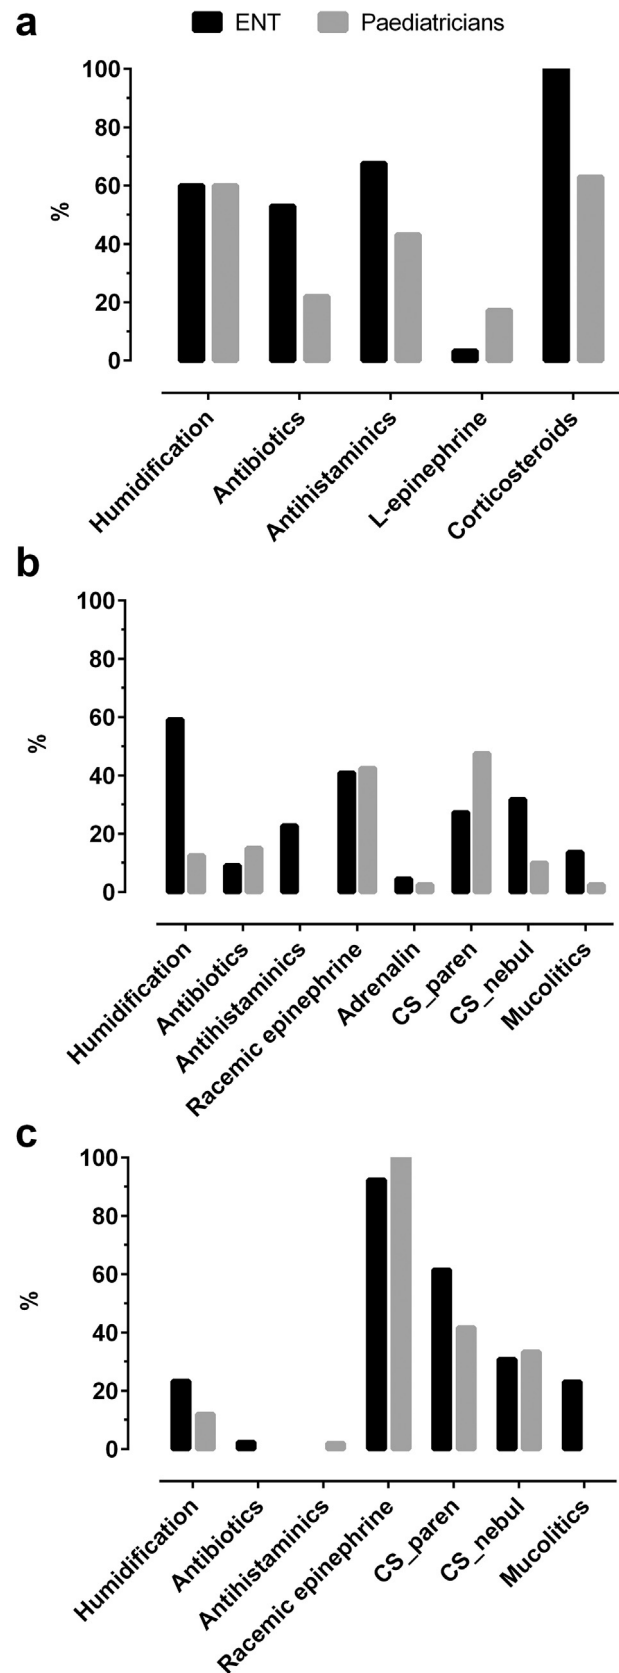 a
ENT Paediatricians
100
80
60
40
20
0
%
Humidification
Antibiotics
Antihistaminics
L-epinephrine
Corticosteroids
b
100
80
60
40
20
0
%
Humidification
Antibiotics
Antihistaminics
Racemic epinephrine
Adrenalin
CS_paren
CS_nebul
Mucolitics
c
100
80
60
40
20
0
%
Humidification
Antibiotics
Antihistaminics
Racemic epinephrine
CS_paren
CS_nebul
Mucolitics